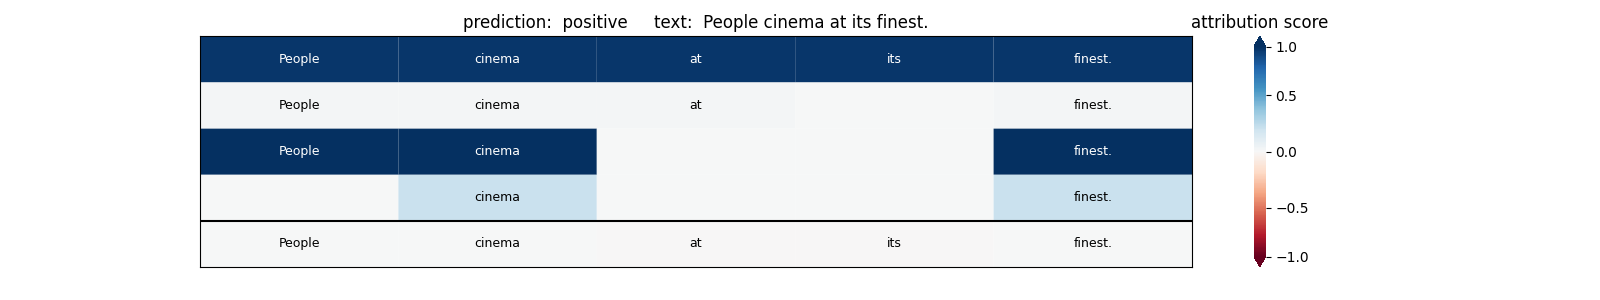 prediction:  positive     text:  People cinema at its finest.
attribution score
People cinema at its finest.
People cinema at finest.
People cinema finest.
cinema finest.
People cinema at its finest.
1.0
0.5
0.0
−0.5
−1.0